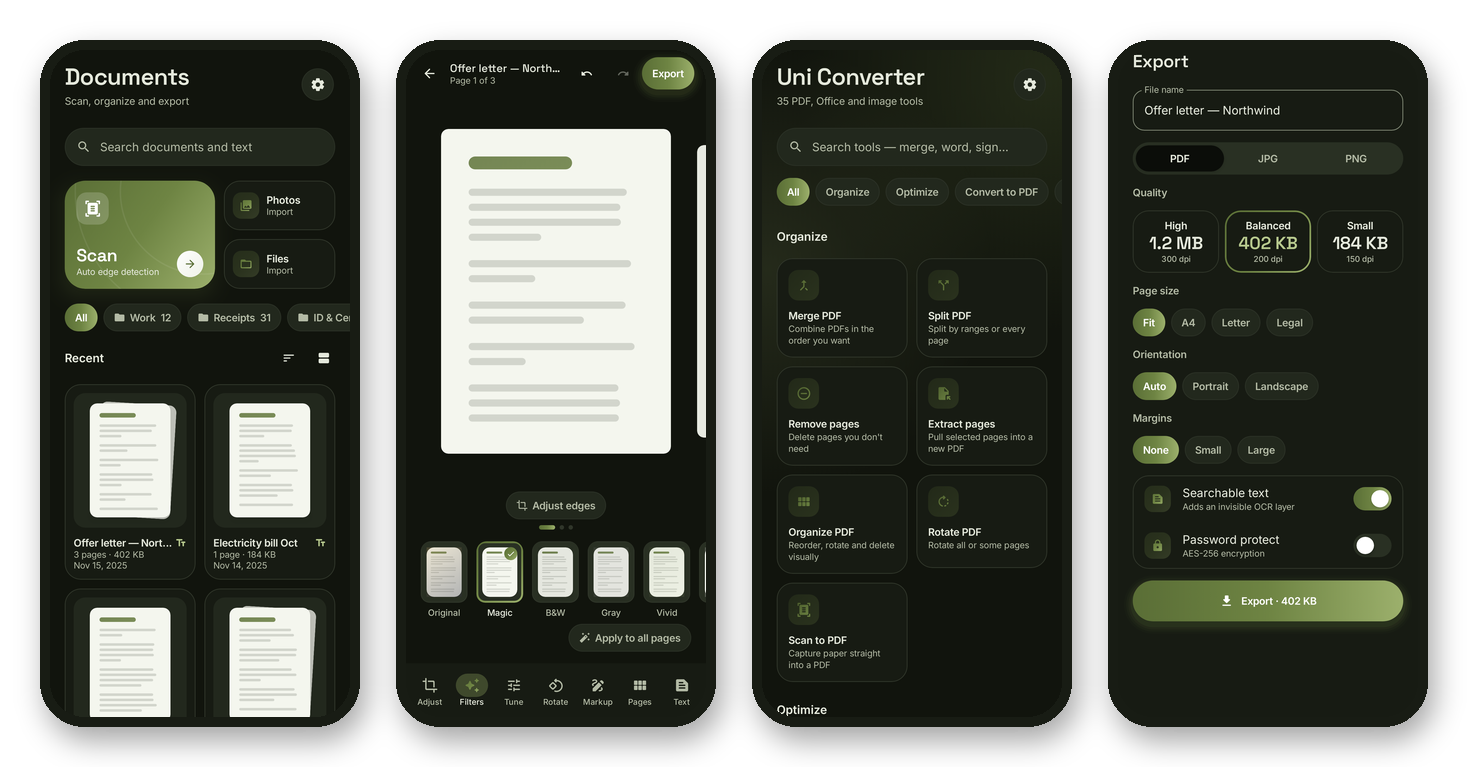 Documents
Scan, organize and export
Search documents and text
Scan
Auto edge detection
Photos
Import
Files
Import
All
Work 12
Receipts 31
ID & Cer
Recent
Offer letter — Nort...
Tr
3 pages · 402 KB
Nov 15, 2025
Electricity bill Oct
Tr
1 page · 184 KB
Nov 14, 2025
Offer letter — North...
Page 1 of 3
Export
Adjust edges
Original
Magic
B&W
Gray
Vivid
Apply to all pages
Adjust
Filters
Tune
Rotate
Markup
Pages
Text
Uni Converter
35 PDF, Office and image tools
Search tools — merge, word, sign...
All
Organize
Optimize
Convert to PDF
Organize
Merge PDF
Combine PDFs in the
order you want
Split PDF
Split by ranges or every
page
Remove pages
Delete pages you don't
need
Extract pages
Pull selected pages into a
new PDF
Organize PDF
Reorder, rotate and delete
visually
Rotate PDF
Rotate all or some pages
Scan to PDF
Capture paper straight
into a PDF
Optimize
Export
File name
Offer letter — Northwind
PDF
JPG
PNG
Quality
High
1.2 MB
300 dpi
Balanced
402 KB
200 dpi
Small
184 KB
150 dpi
Page size
Fit
A4
Letter
Legal
Orientation
Auto
Portrait
Landscape
Margins
None
Small
Large
Searchable text
Adds an invisible OCR layer
Password protect
AES-256 encryption
Export · 402 KB